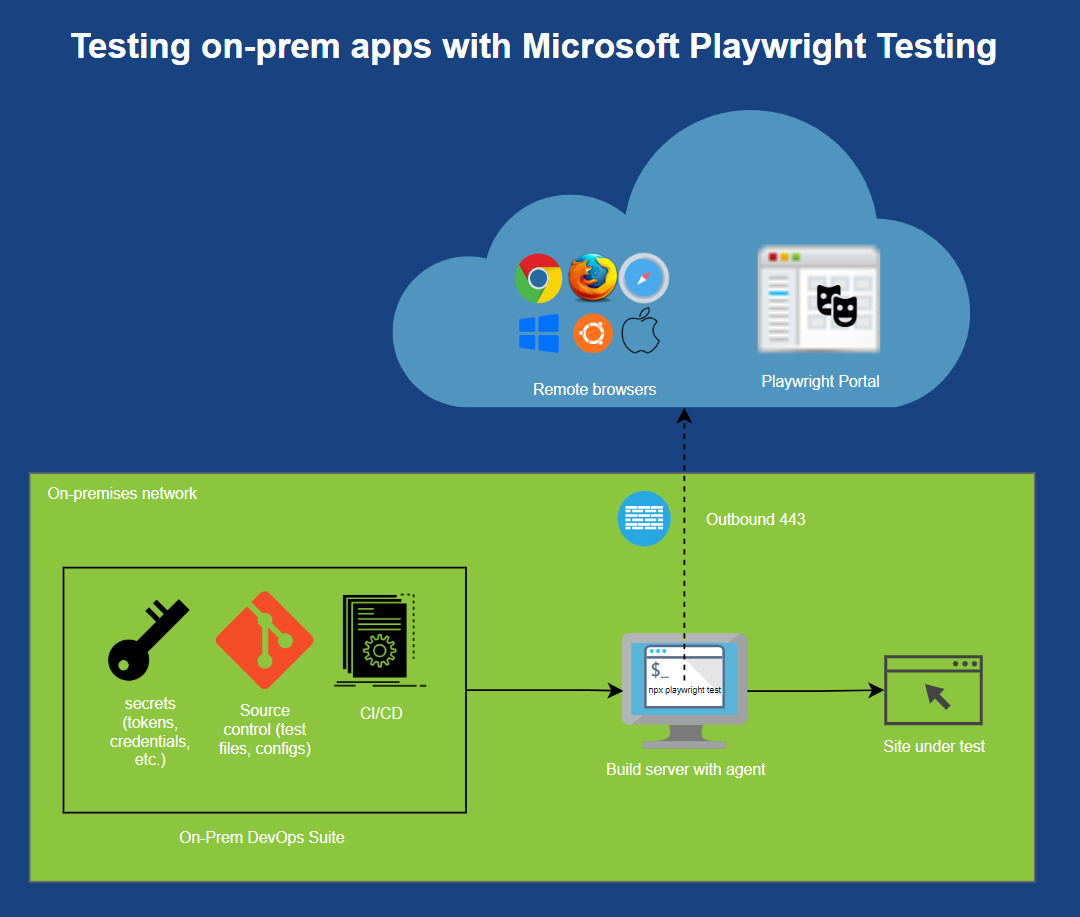 Testing on-prem apps with Microsoft Playwright Testing
Remote browsers
Playwright Portal
On-premises network
Outbound 443
$_
npx playwright test
secrets
(tokens,
credentials,
etc.)
Source
control (test
files, configs)
CI/CD
Build server with agent
Site under test
On-Prem DevOps Suite